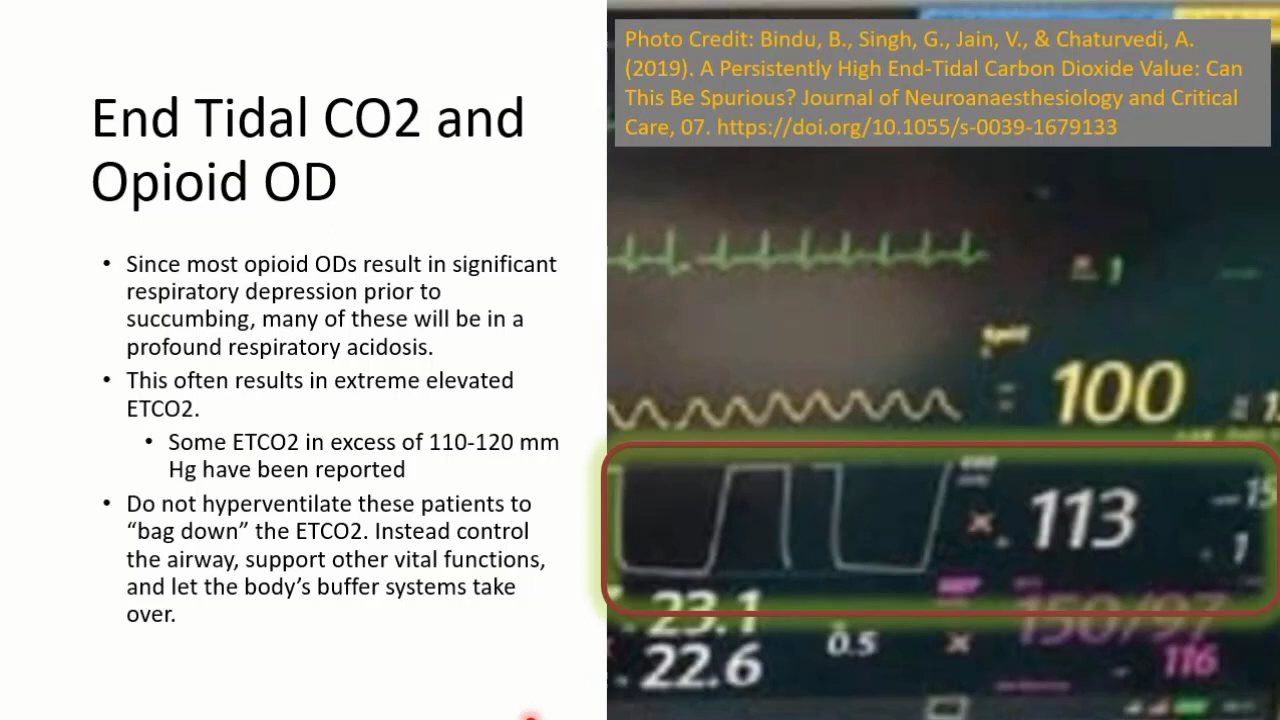 End Tidal CO2 and
Opioid OD
• Since most opioid ODs result in significant
respiratory depression prior to
succumbing, many of these will be in a
profound respiratory acidosis.
• This often results in extreme elevated
ETCO2.
• Some ETCO2 in excess of 110-120 mm
Hg have been reported
• Do not hyperventilate these patients to
“bag down” the ETCO2. Instead control
the airway, support other vital functions,
and let the body’s buffer systems take
over.
Photo Credit: Bindu, B., Singh, G., Jain, V., & Chaturvedi, A.
(2019). A Persistently High End-Tidal Carbon Dioxide Value: Can
This Be Spurious? Journal of Neuroanaesthesiology and Critical
Care, 07. https://doi.org/10.1055/s-0039-1679133
1
100
113
23.1
150/97
22.6
0.5
116